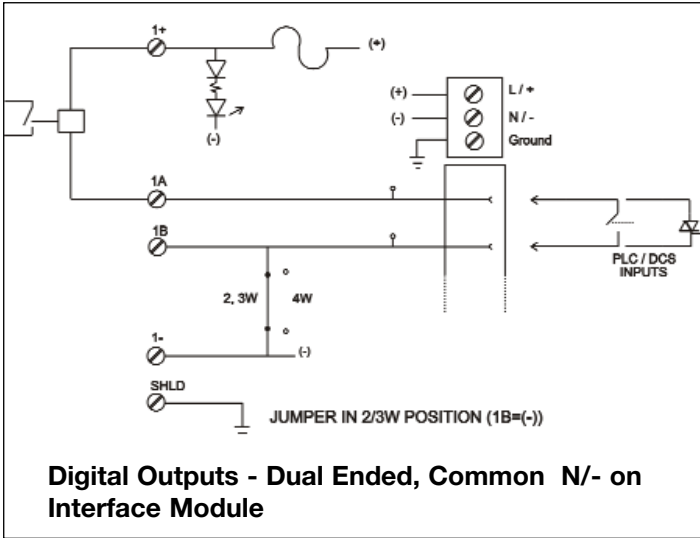 1+
(+)
(-)
(+)
L / +
(-)
N / -
Ground
1A
1B
PLC / DCS
INPUTS
2, 3W
4W
1-
(-)
SHLD
JUMPER IN 2/3W POSITION (1B=(-))
Digital Outputs - Dual Ended, Common N/- on
Interface Module